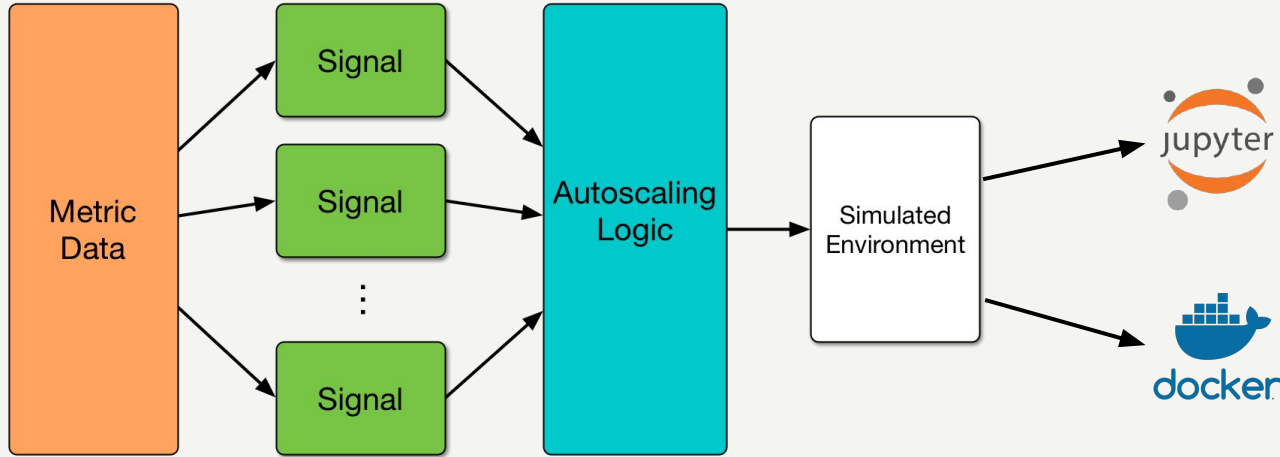 Metric
Data
Signal
Signal
⋮
Signal
Autoscaling
Logic
Simulated
Environment
jupyter
docker